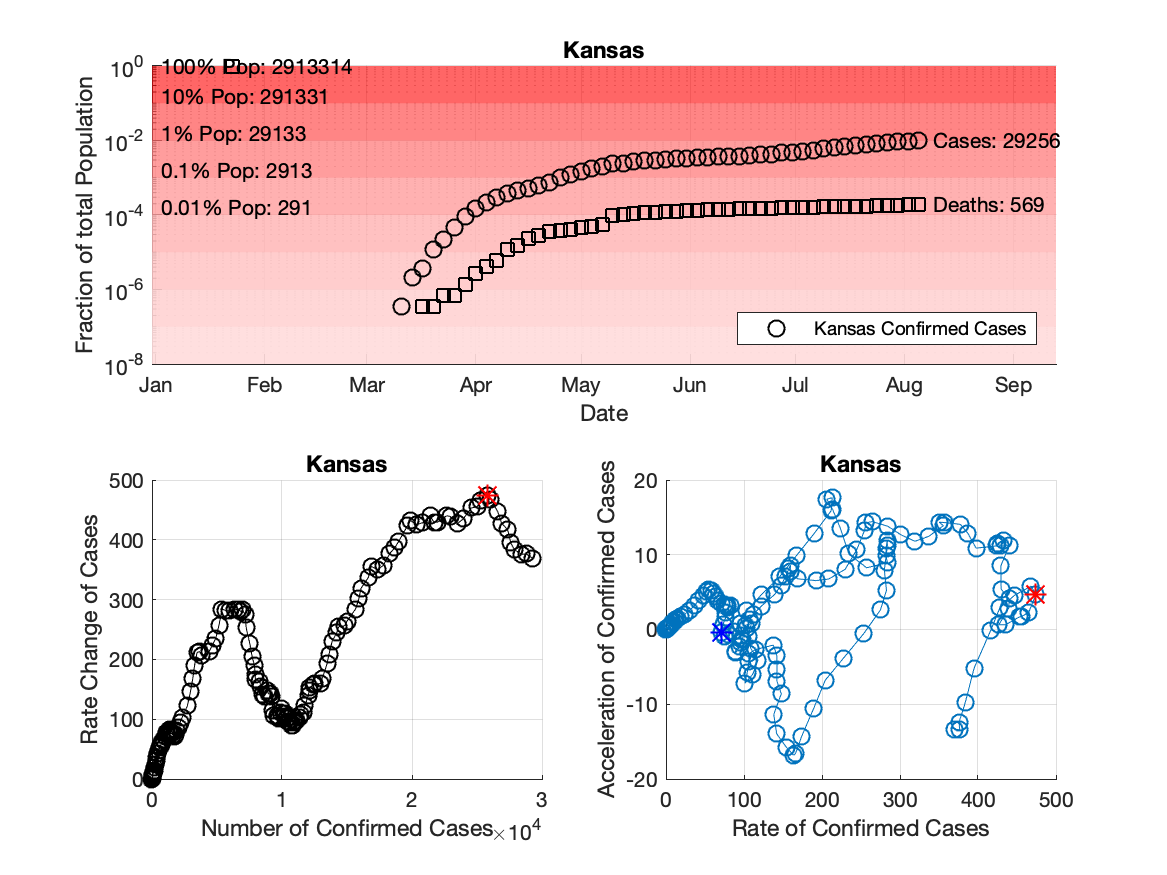 Kansas
100% Pop: 2913314
10% Pop: 291331
1% Pop: 29133
0.1% Pop: 2913
0.01% Pop: 291
Cases: 29256
Deaths: 569
Kansas Confirmed Cases
Fraction of total Population
10^0
10^-2
10^-4
10^-6
10^-8
Jan Feb Mar Apr May Jun Jul Aug Sep
Date
Kansas
Rate Change of Cases
500
400
300
200
100
0
0 1 2 3
Number of Confirmed Cases ×10^4
Kansas
Acceleration of Confirmed Cases
20
10
0
-10
-20
0 100 200 300 400 500
Rate of Confirmed Cases